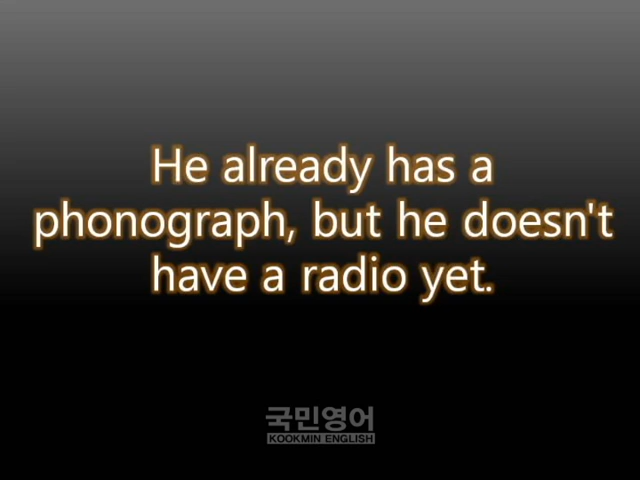 He already has a
phonograph, but he doesn't
have a radio yet.
국민영어
KOOKMIN ENGLISH